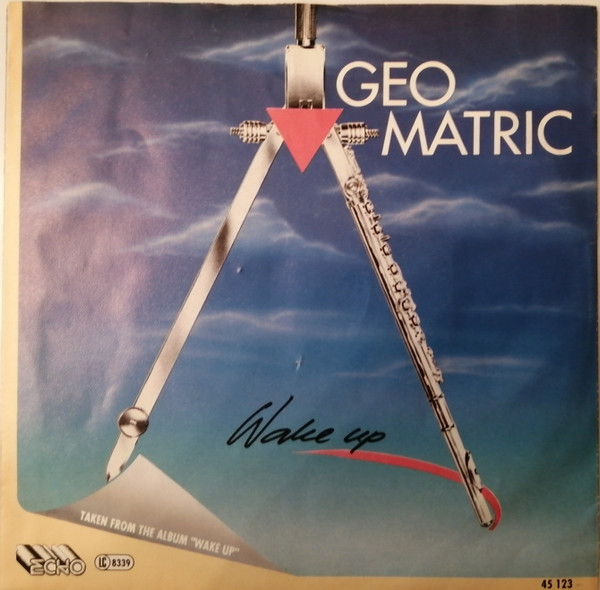 GEO
MATRIC
Wake up
TAKEN FROM THE ALBUM "WAKE UP"
ECHO
LC 8339
45 123